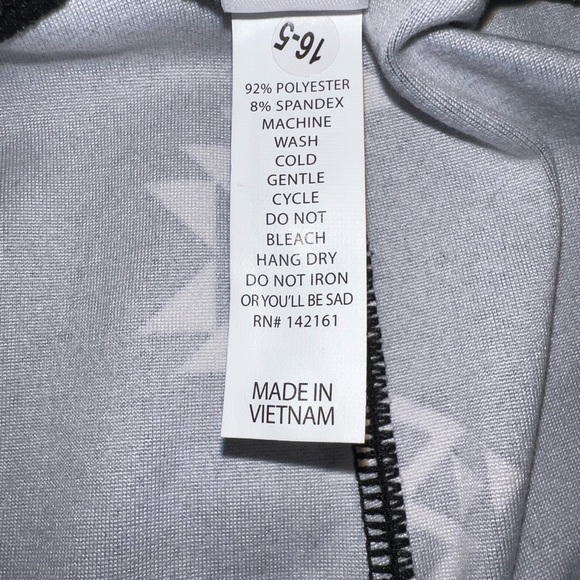 16-5
92% POLYESTER
8% SPANDEX
MACHINE
WASH
COLD
GENTLE
CYCLE
DO NOT
BLEACH
HANG DRY
DO NOT IRON
OR YOU'LL BE SAD
RN# 142161
MADE IN
VIETNAM